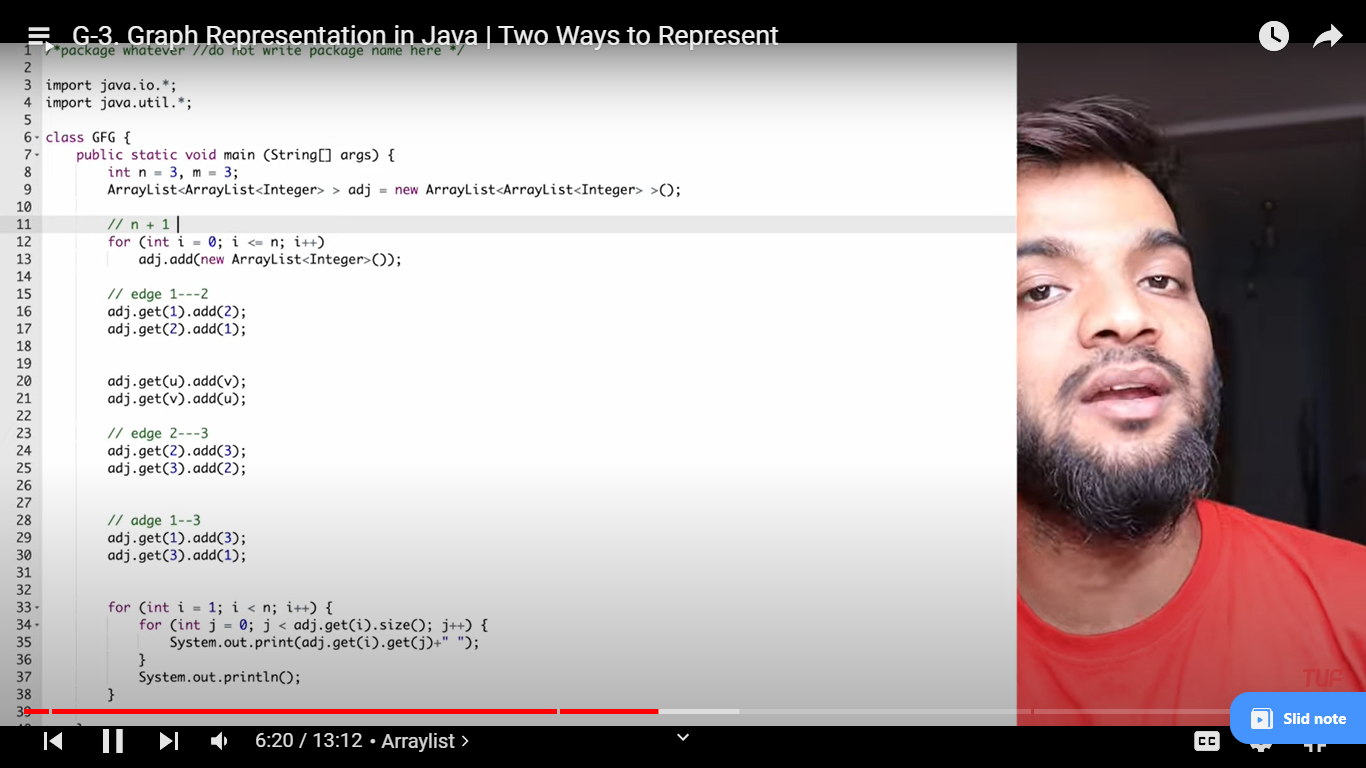 G-3. Graph Representation in Java | Two Ways to Represent
1 /*package whatever //do not write package name here */
2
3 import java.io.*;
4 import java.util.*;
5
6 class GFG {
7 public static void main (String[] args) {
8 int n = 3, m = 3;
9 ArrayList<ArrayList<Integer> > adj = new ArrayList<ArrayList<Integer> >();
10
11 // n + 1
12 for (int i = 0; i <= n; i++)
13 adj.add(new ArrayList<Integer>());
14
15 // edge 1---2
16 adj.get(1).add(2);
17 adj.get(2).add(1);
18
19
20 adj.get(u).add(v);
21 adj.get(v).add(u);
22
23 // edge 2---3
24 adj.get(2).add(3);
25 adj.get(3).add(2);
26
27
28 // adge 1--3
29 adj.get(1).add(3);
30 adj.get(3).add(1);
31
32
33 for (int i = 1; i < n; i++) {
34 for (int j = 0; j < adj.get(i).size(); j++) {
35 System.out.print(adj.get(i).get(j)+" ");
36 }
37 System.out.println();
38 }
39
TUF
Slid note
6:20 / 13:12 • Arraylist >
CC